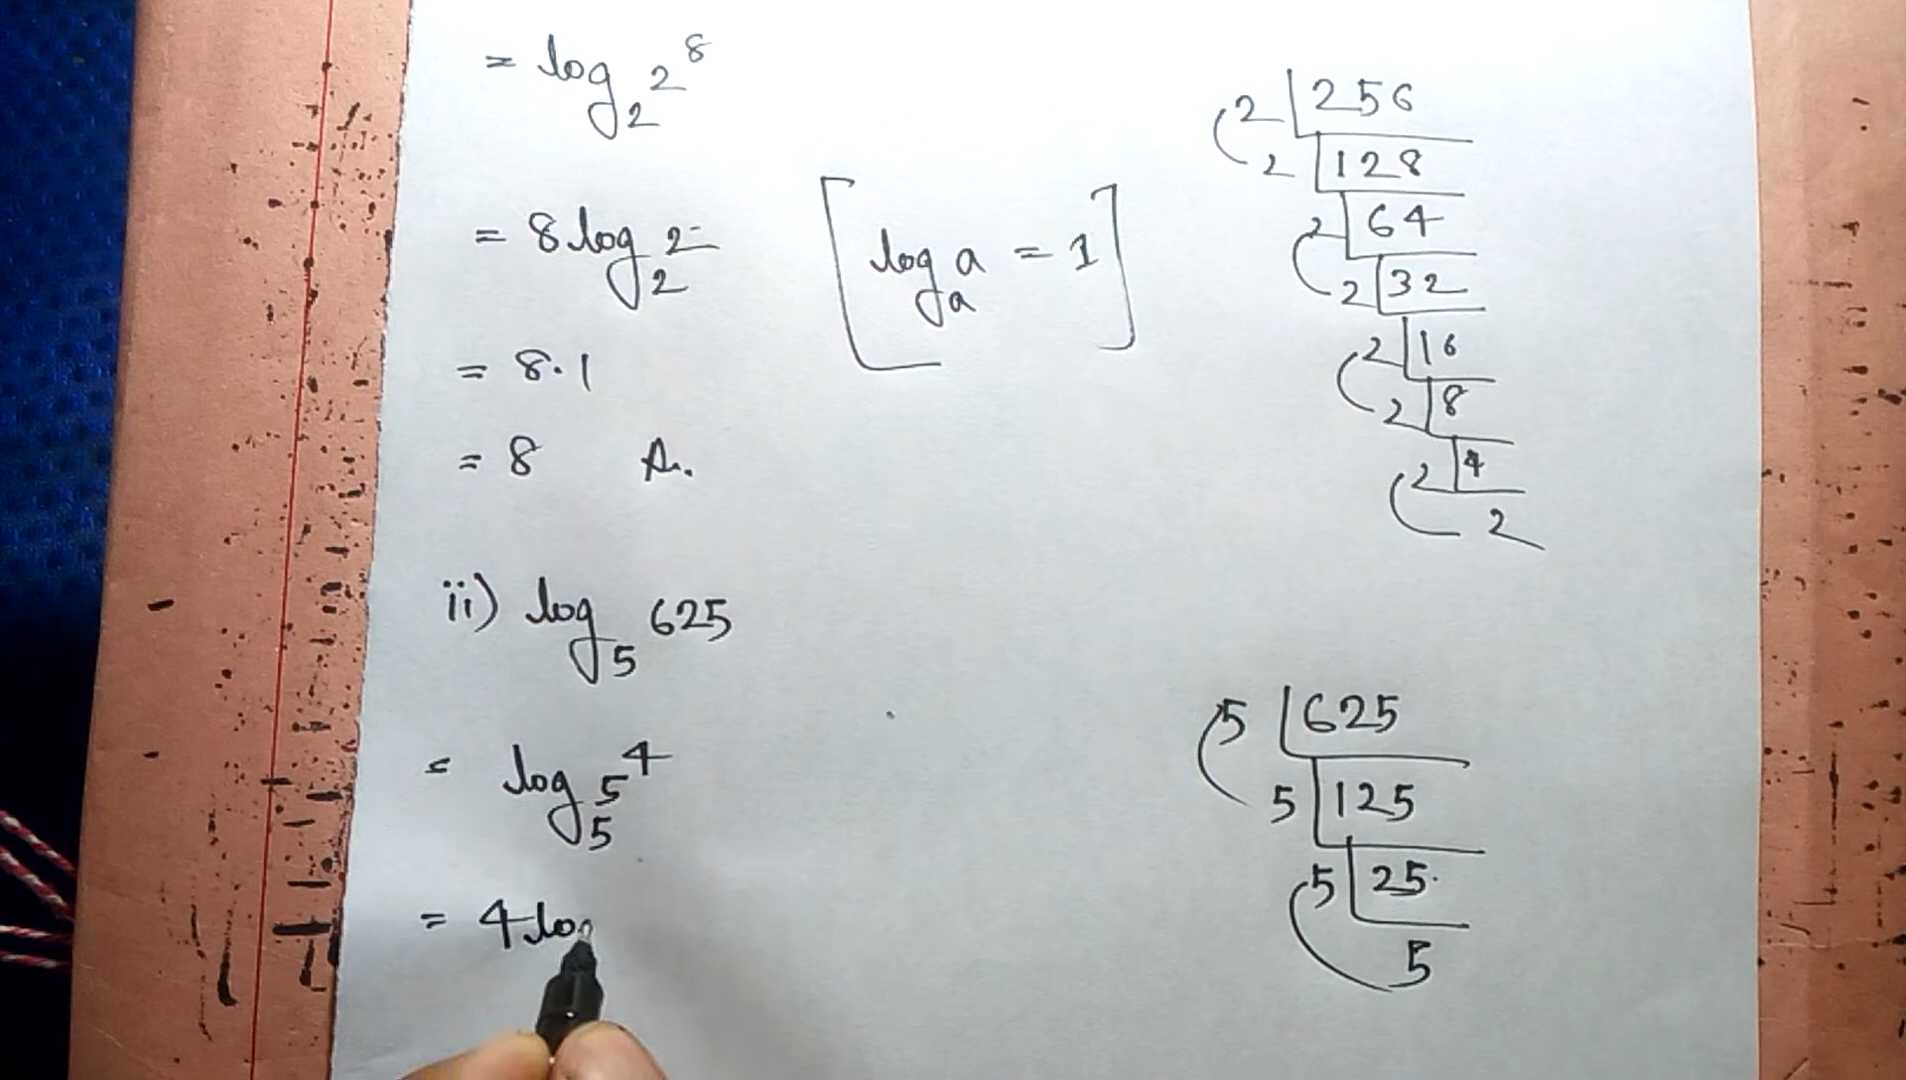 = log₂ 2⁸
= 8 log₂ 2
[ logₐ a = 1 ]
= 8.1
= 8 A.
ii) log₅ 625
= log₅ 5⁴
= 4 log
2 | 256
2 | 128
2 | 64
2 | 32
2 | 16
2 | 8
2 | 4
2
5 | 625
5 | 125
5 | 25.
5